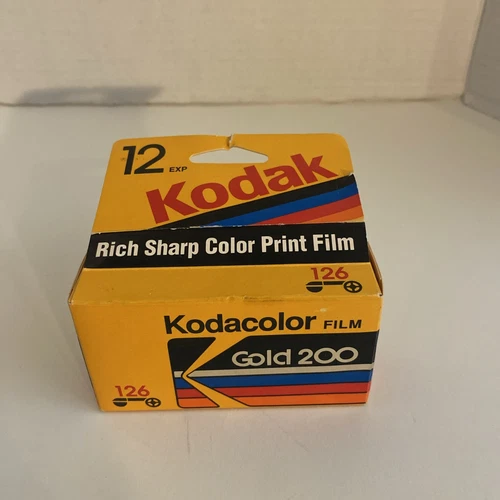 12 EXP
Kodak
Rich Sharp Color Print Film
126
Kodacolor FILM
Gold 200
126